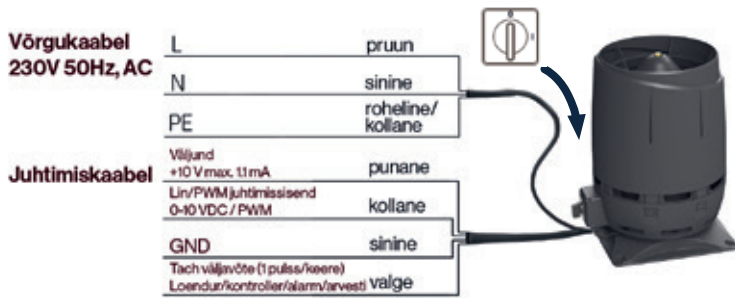 Võrgukaabel
230V 50Hz, AC
L pruun
N sinine
PE roheline/
kollane
0
I
Juhtimiskaabel
Väljund
+10 V max. 1.1 mA punane
Lin/PWM juhtimissisend
0-10 VDC / PWM kollane
GND sinine
Tach väljavõte (1 pulss/keere)
Loendur/kontroller/alarm/arvesti valge